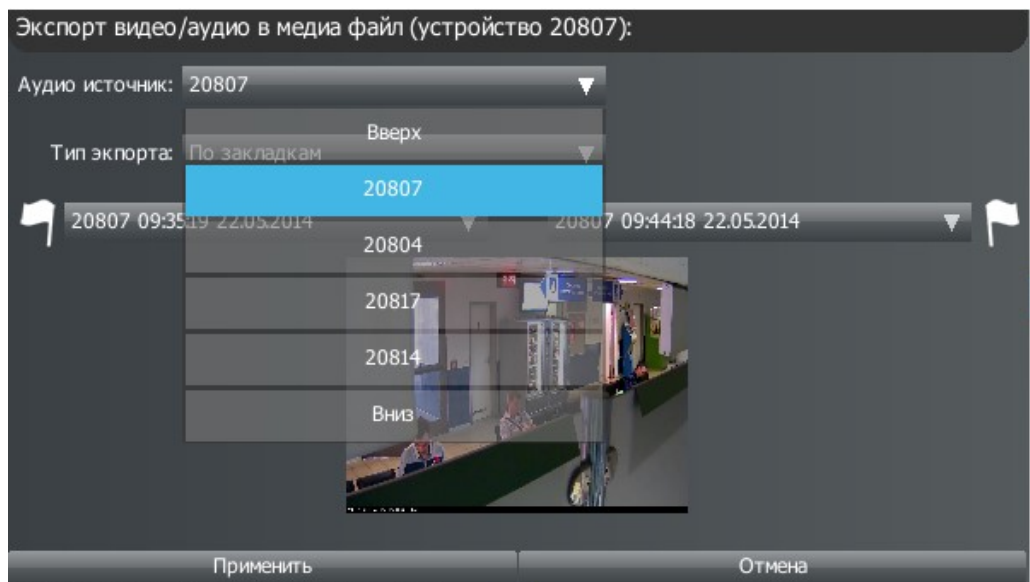 Экспорт видео/аудио в медиа файл (устройство 20807):
Аудио источник: 20807
Вверх
Тип экспорта: По закладкам
20807
20807 09:35:19 22.05.2014 20807 09:44:18 22.05.2014
20804
20817
20814
Вниз
Применить Отмена